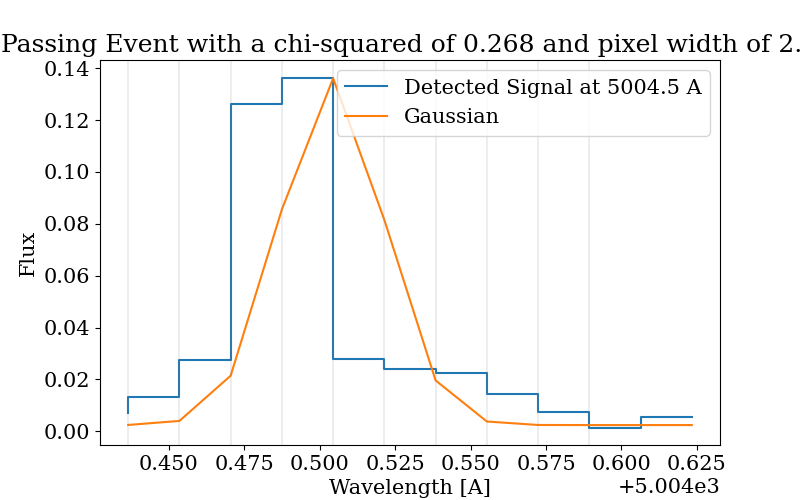 Passing Event with a chi-squared of 0.268 and pixel width of 2.
Detected Signal at 5004.5 A
Gaussian
Flux
0.14
0.12
0.10
0.08
0.06
0.04
0.02
0.00
0.450 0.475 0.500 0.525 0.550 0.575 0.600 0.625
+5.004e3
Wavelength [A]